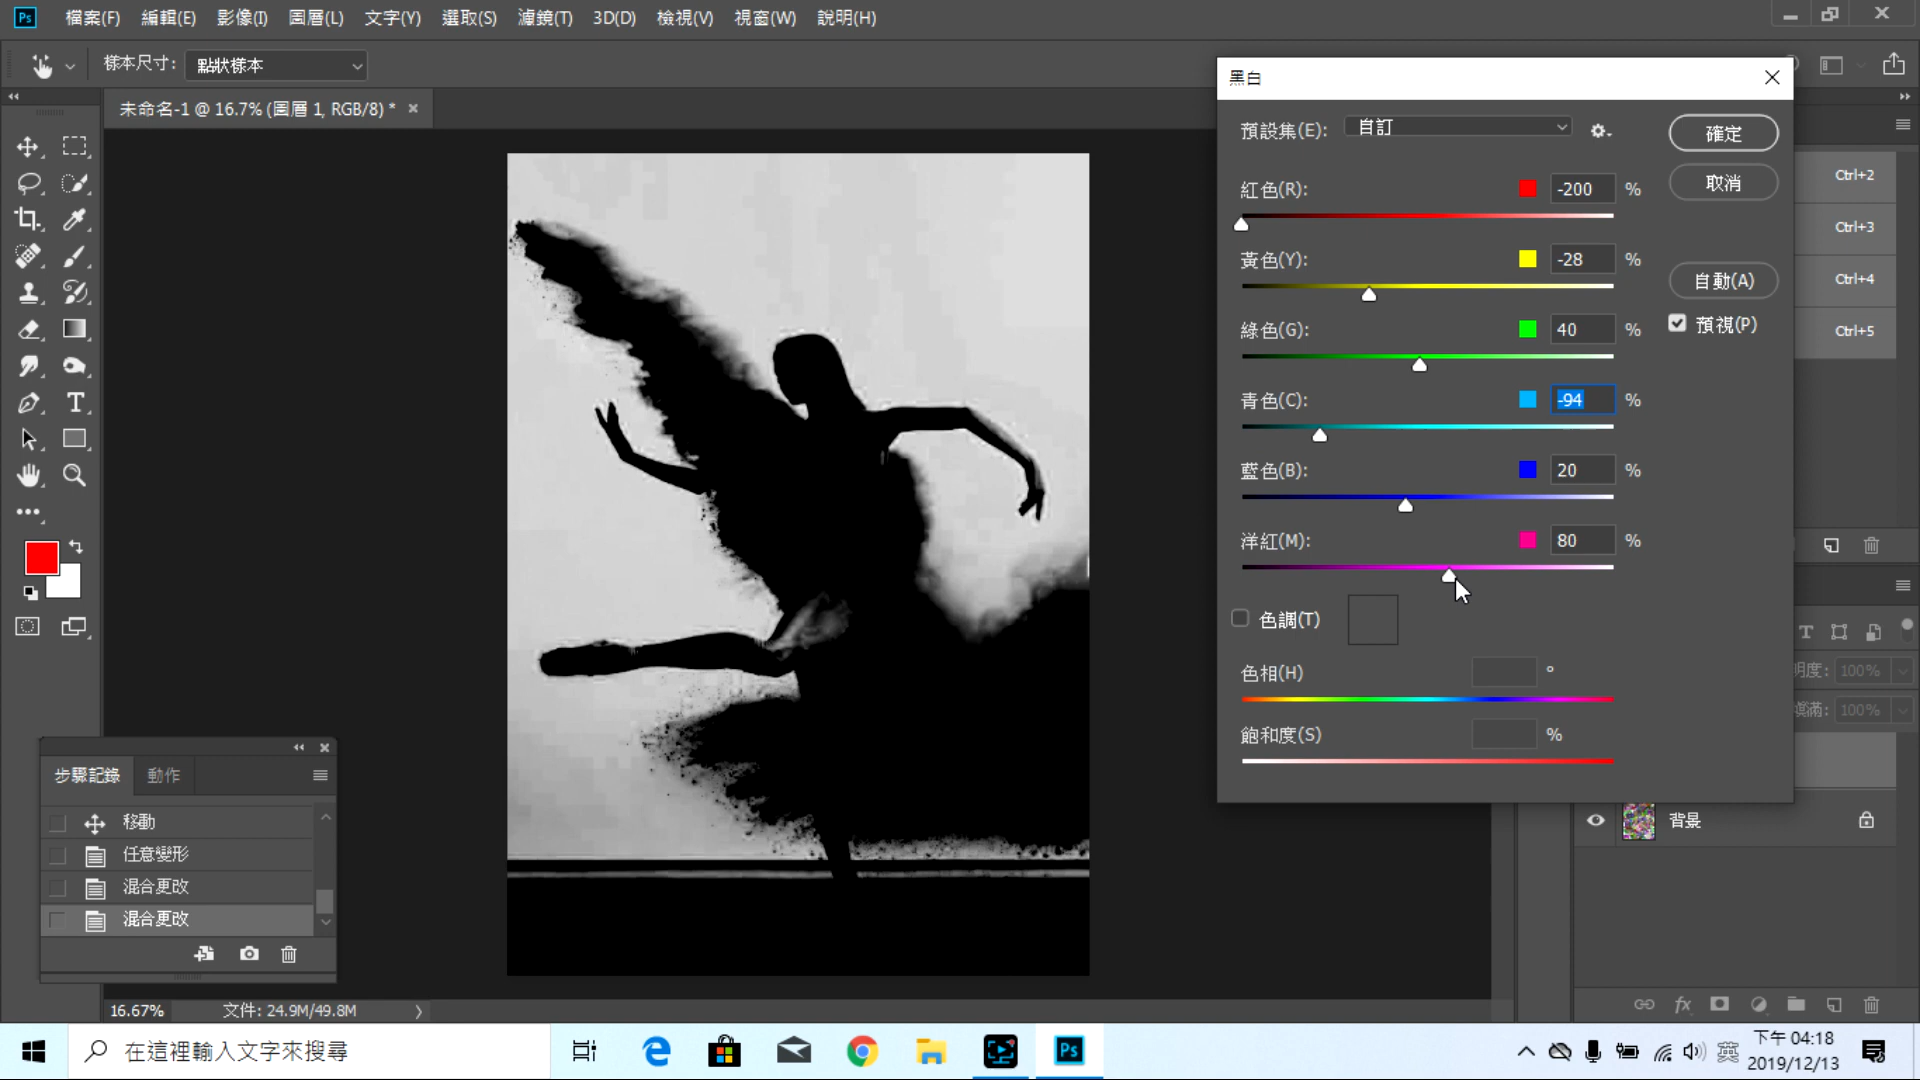 Ps 檔案(F) 編輯(E) 影像(I) 圖層(L) 文字(Y) 選取(S) 濾鏡(T) 3D(D) 檢視(V) 視窗(W) 說明(H)
樣本尺寸: 點狀樣本
未命名-1 @ 16.7% (圖層 1, RGB/8) *
黑白
預設集(E): 自訂
確定
取消
自動(A)
預視(P)
紅色(R): -200 %
黃色(Y): -28 %
綠色(G): 40 %
青色(C): -94 %
藍色(B): 20 %
洋紅(M): 80 %
色調(T)
色相(H) °
飽和度(S) %
Ctrl+2
Ctrl+3
Ctrl+4
Ctrl+5
明度: 100%
填滿: 100%
背景
步驟記錄 動作
移動
任意變形
混合更改
混合更改
16.67% 文件: 24.9M/49.8M
在這裡輸入文字來搜尋
Ps
英
下午 04:18
2019/12/13